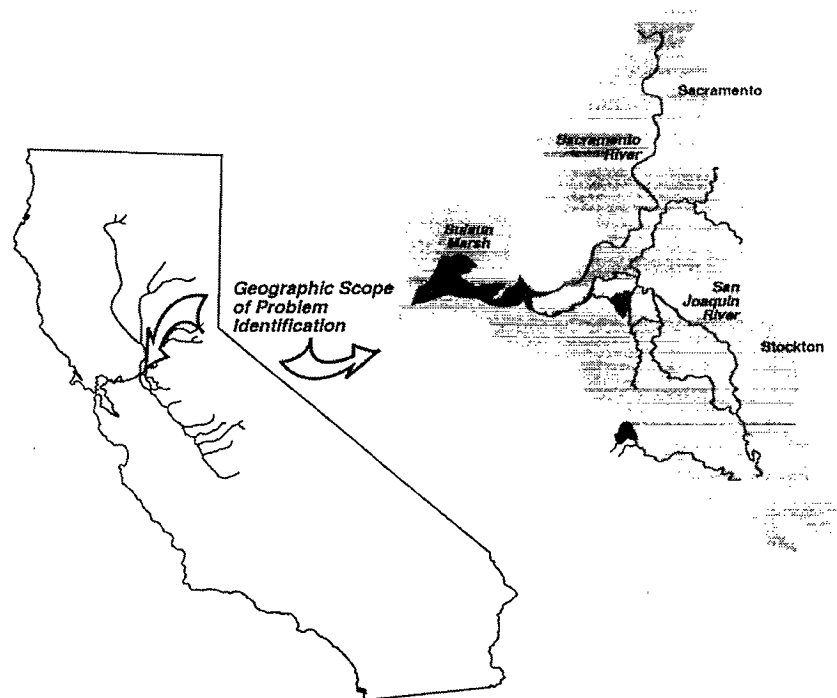 Sacramento
Sacramento
River
Suisun
Marsh
Geographic Scope
of Problem
Identification
San
Joaquin
River
Stockton